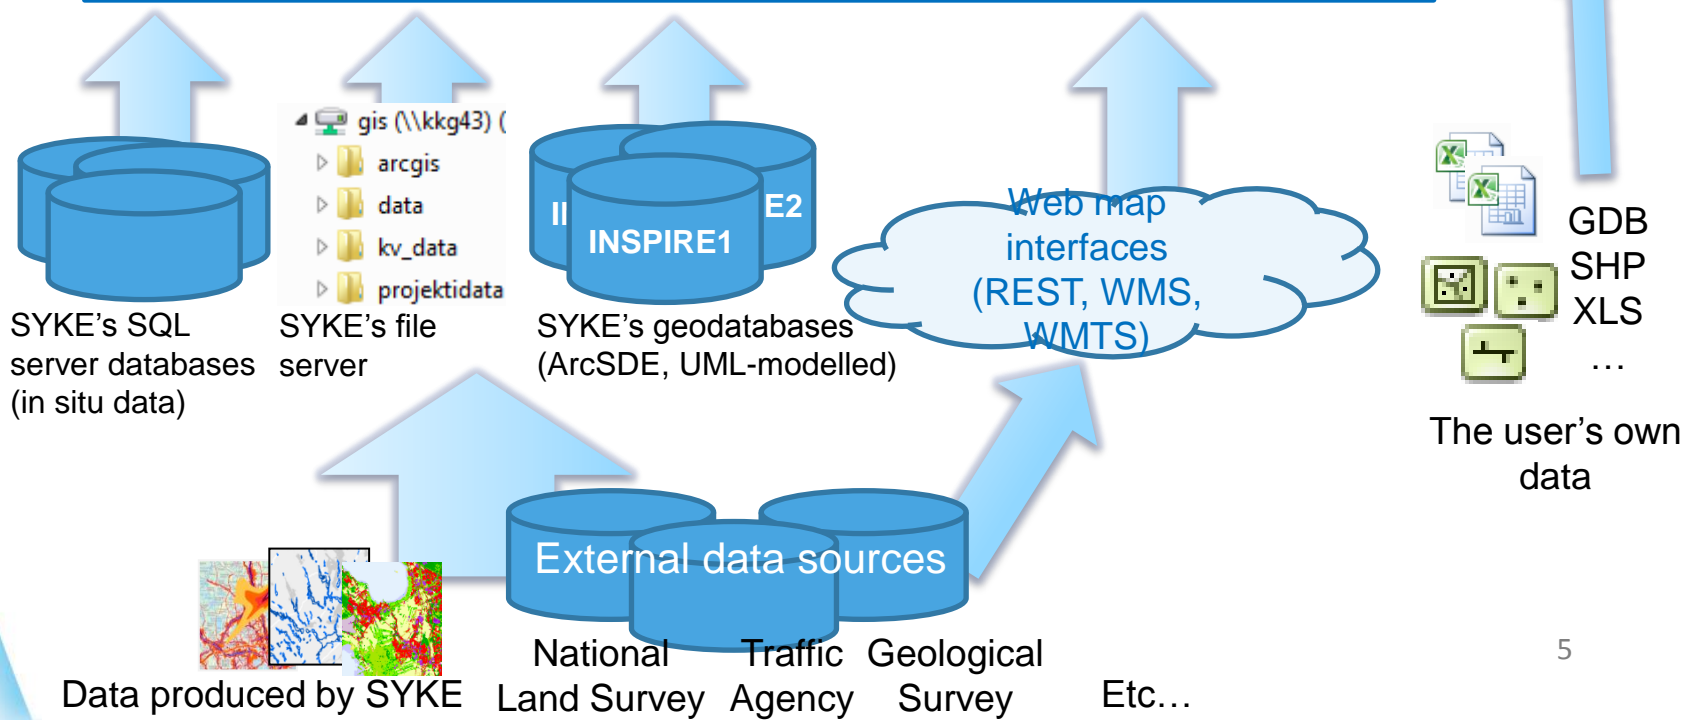 gis (\\kkg43) (
arcgis
data
kv_data
projektidata
INSPIRE1
E2
SYKE's SQL
server databases
(in situ data)
SYKE's file
server
SYKE's geodatabases
(ArcSDE, UML-modelled)
Web map
interfaces
(REST, WMS,
WMTS)
GDB
SHP
XLS
…
The user's own
data
External data sources
Data produced by SYKE
National
Land Survey
Traffic
Agency
Geological
Survey
Etc…
5